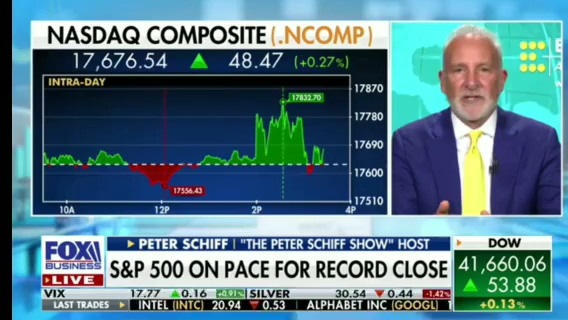 NASDAQ COMPOSITE (.NCOMP)
17,676.54 ▲ 48.47 (+0.27%)
INTRA-DAY
17832.70
17870
17780
17690
17600
17510
17556.43
10A 12P 2P 4P
FOX
BUSINESS
LIVE
PETER SCHIFF | "THE PETER SCHIFF SHOW" HOST
S&P 500 ON PACE FOR RECORD CLOSE
DOW
41,660.06
▲ 53.88
+0.13%
VIX 17.77 ▲ 0.16 +0.91% SILVER 30.54 ▼ 0.44 -1.42%
LAST TRADES INTEL (INTC) 20.94 ▼ 0.53 ALPHABET INC (GOOGL)